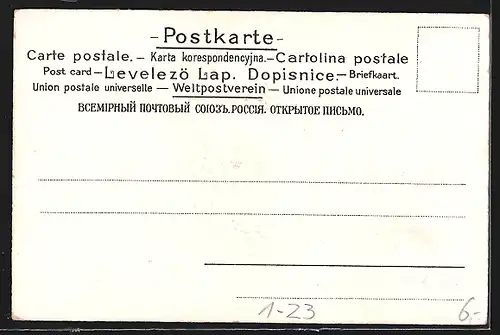 - Postkarte -
Carte postale. – Karta korespondencyjna. – Cartolina postale
Post card – Levelezö Lap. Dopisnice. – Briefkaart.
Union postale universelle — Weltpostverein — Unione postale universale
ВСЕМІРНЫЙ ПОЧТОВЫЙ СОЮЗЪ. РОССІЯ. ОТКРЫТОЕ ПИСЬМО.
1-23
6.-